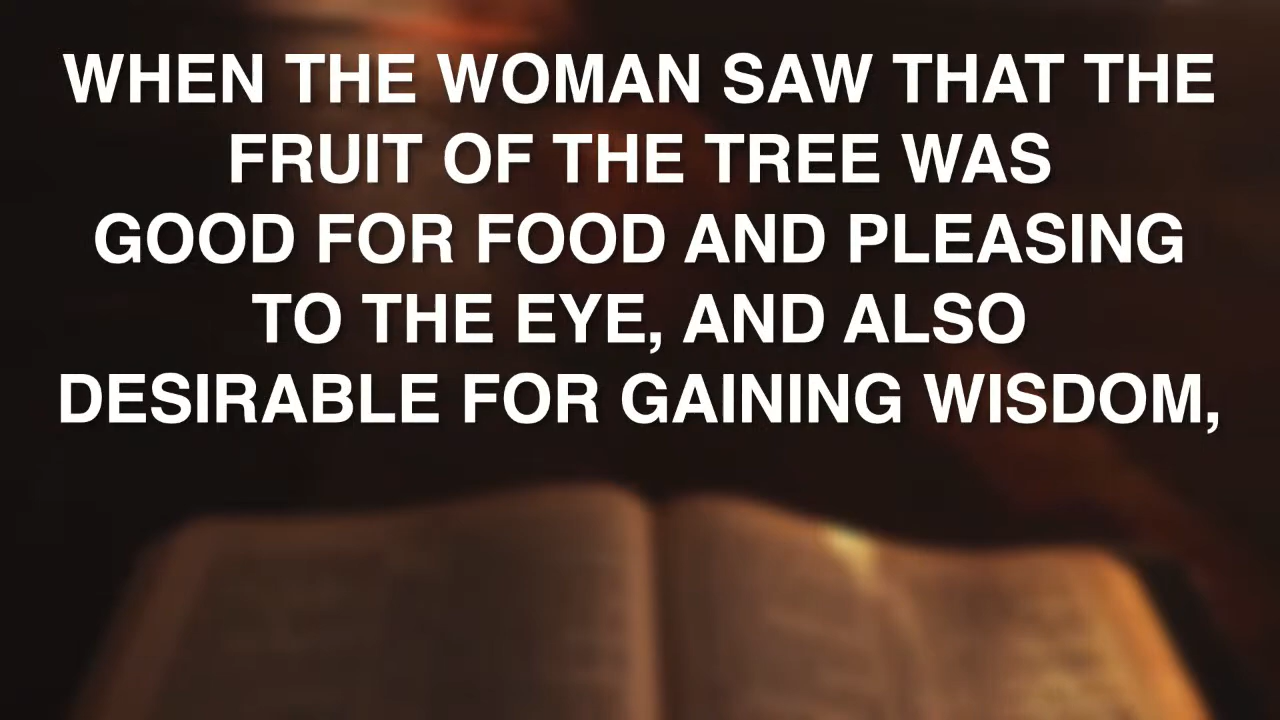 WHEN THE WOMAN SAW THAT THE
FRUIT OF THE TREE WAS
GOOD FOR FOOD AND PLEASING
TO THE EYE, AND ALSO
DESIRABLE FOR GAINING WISDOM,